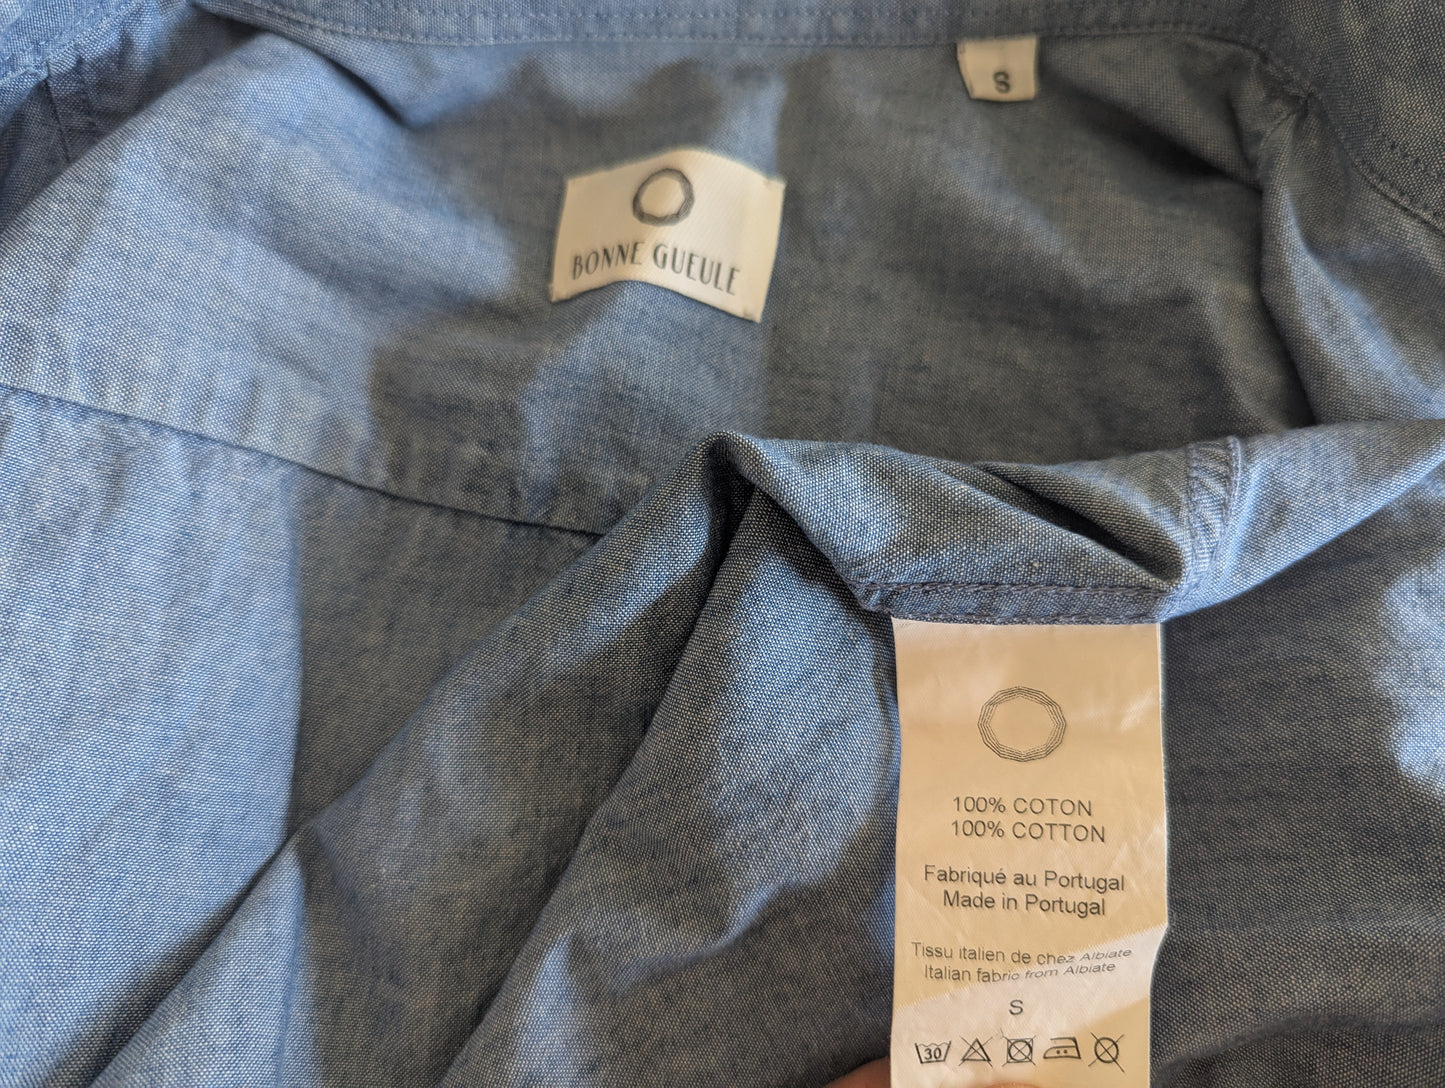 S
BONNE GUEULE
100% COTON
100% COTTON
Fabriqué au Portugal
Made in Portugal
Tissu italien de chez Albiate
Italian fabric from Albiate
S
30